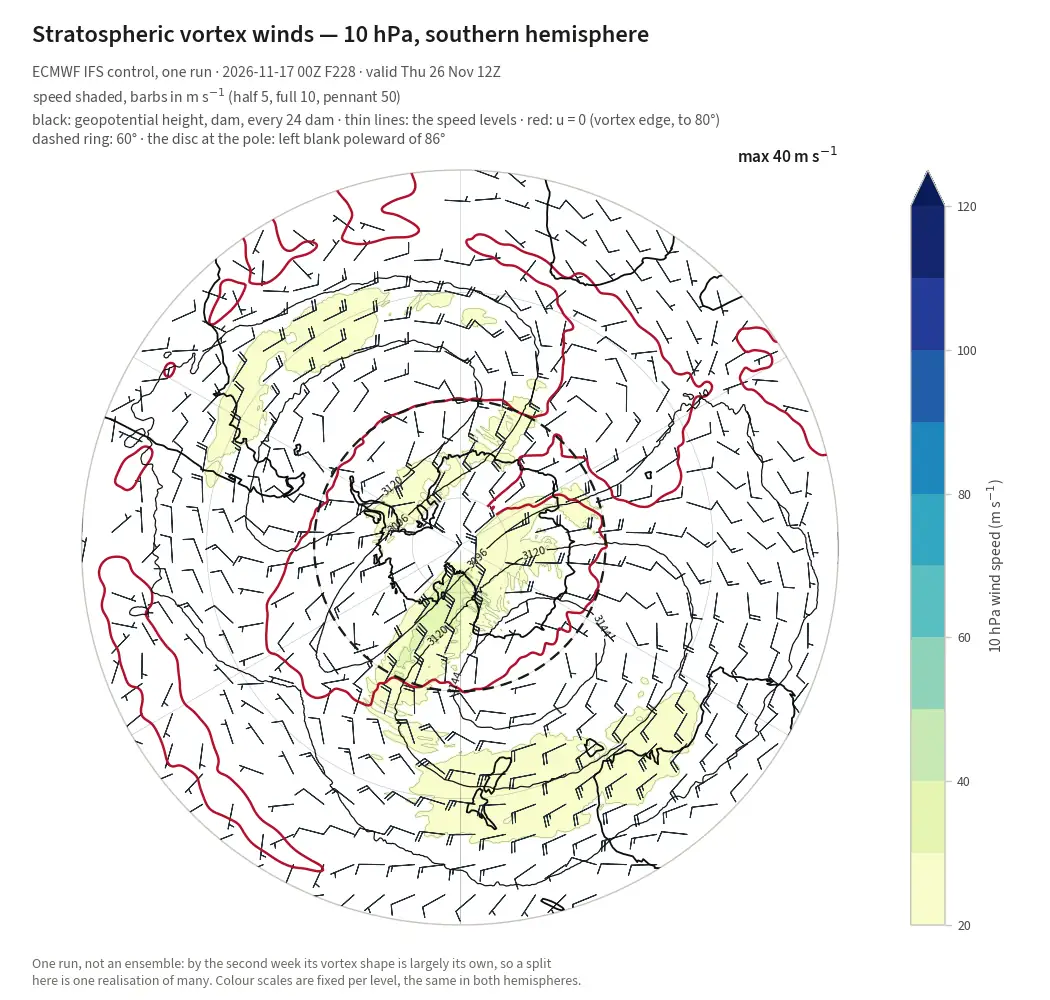 Stratospheric vortex winds — 10 hPa, southern hemisphere
ECMWF IFS control, one run · 2026-11-17 00Z F228 · valid Thu 26 Nov 12Z
speed shaded, barbs in m s⁻¹ (half 5, full 10, pennant 50)
black: geopotential height, dam, every 24 dam · thin lines: the speed levels · red: u = 0 (vortex edge, to 80°)
dashed ring: 60° · the disc at the pole: left blank poleward of 86°
max 40 m s⁻¹
120
100
80
60
40
20
10 hPa wind speed (m s⁻¹)
3120
3096
3120
3144
3120
One run, not an ensemble: by the second week its vortex shape is largely its own, so a split
here is one realisation of many. Colour scales are fixed per level, the same in both hemispheres.